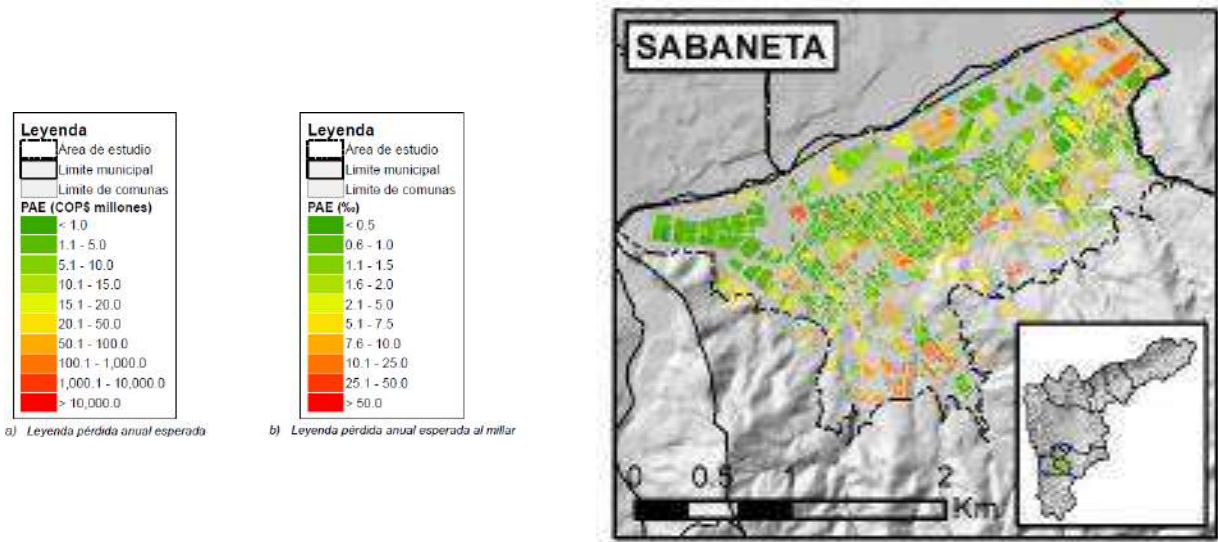 Leyenda
Área de estudio
Limite municipal
Limite de comunas
PAE (COP$ millones)
< 1.0
1.1 - 5.0
5.1 - 10.0
10.1 - 15.0
15.1 - 20.0
20.1 - 50.0
50.1 - 100.0
100.1 - 1,000.0
1,000.1 - 10,000.0
> 10,000.0
a) Leyenda pérdida anual esperada
Leyenda
Área de estudio
Limite municipal
Limite de comunas
PAE (‰)
< 0.5
0.6 - 1.0
1.1 - 1.5
1.6 - 2.0
2.1 - 5.0
5.1 - 7.5
7.6 - 10.0
10.1 - 25.0
25.1 - 50.0
> 50.0
b) Leyenda pérdida anual esperada al millar
SABANETA
0 0.5 1 2
Km